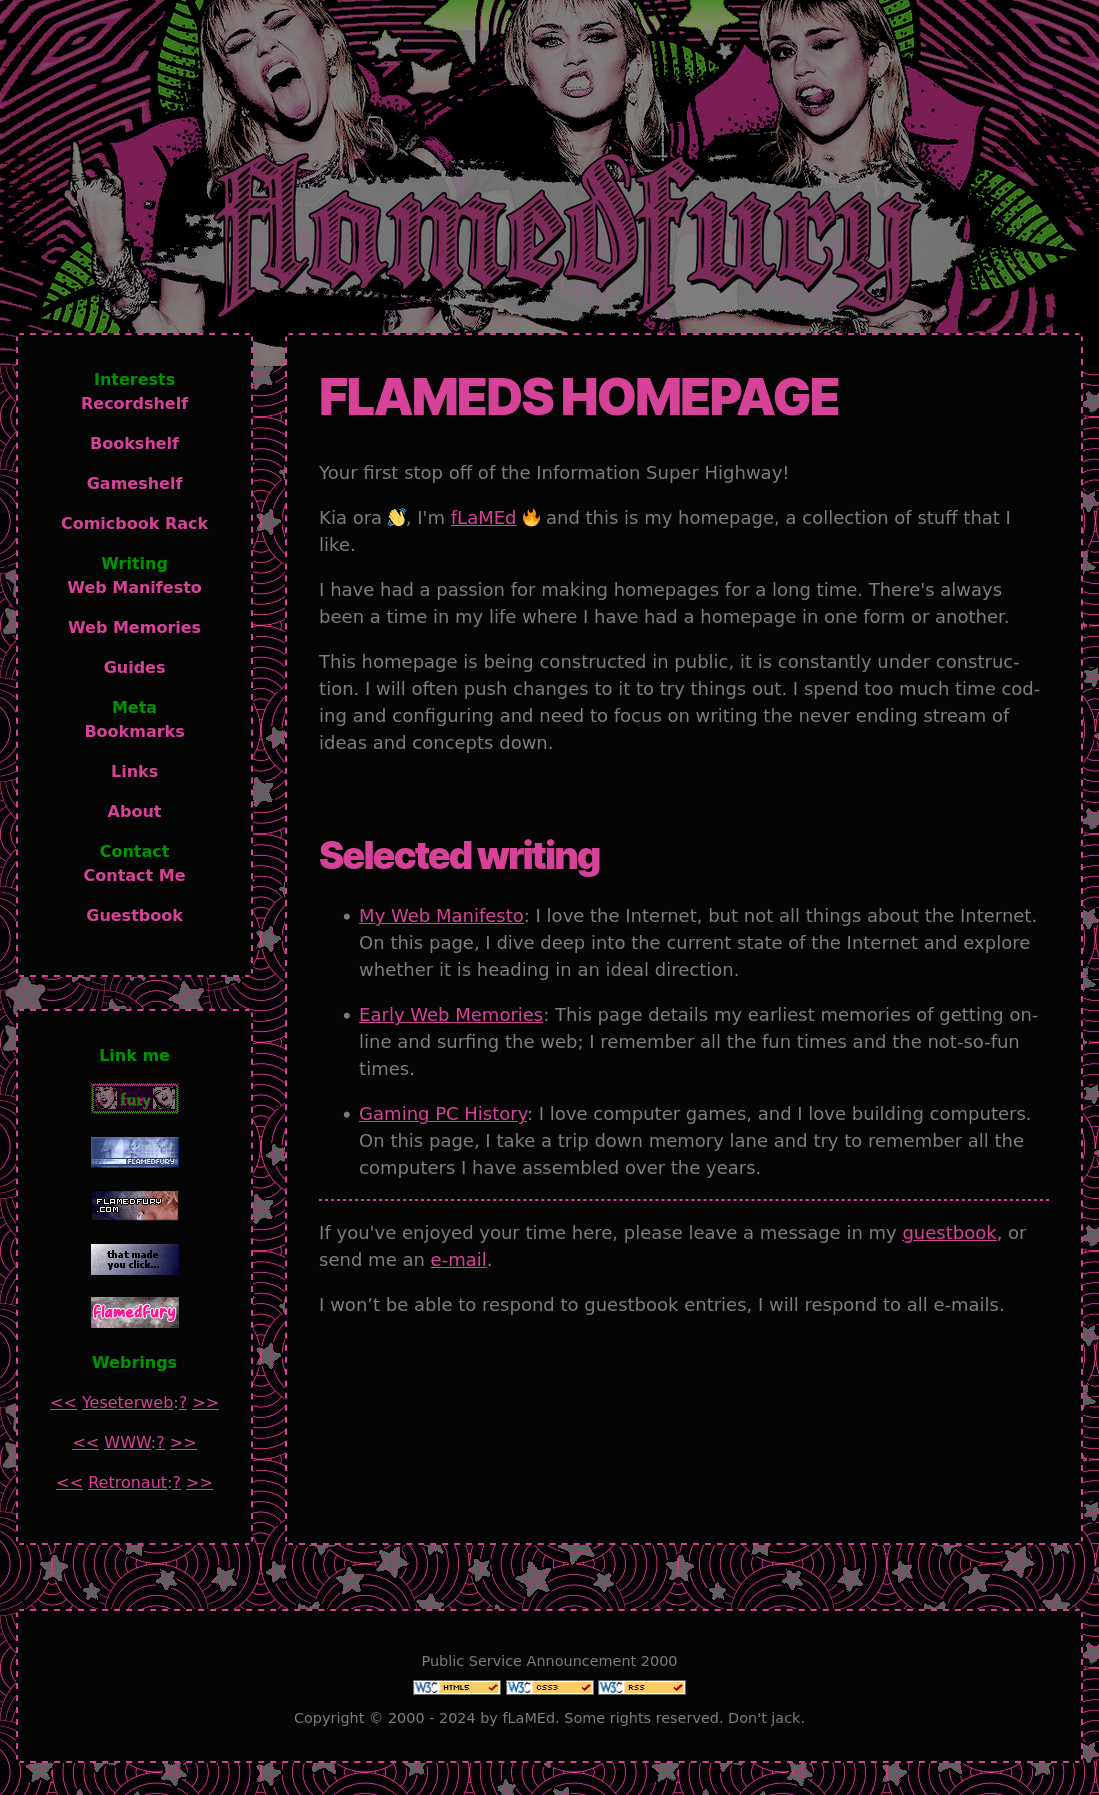 flamedfury
Interests
Recordshelf
Bookshelf
Gameshelf
Comicbook Rack
Writing
Web Manifesto
Web Memories
Guides
Meta
Bookmarks
Links
About
Contact
Contact Me
Guestbook
Link me
fury
FLAMEDFURY
FLAMEDFURY
.COM
that made
you click...
flamedfury
Webrings
<< Yeseterweb:? >>
<< WWW:? >>
<< Retronaut:? >>
FLAMEDS HOMEPAGE
Your first stop off of the Information Super Highway!
Kia ora 👋, I'm fLaMEd 🔥 and this is my homepage, a collection of stuff that I
like.
I have had a passion for making homepages for a long time. There's always
been a time in my life where I have had a homepage in one form or another.
This homepage is being constructed in public, it is constantly under construc-
tion. I will often push changes to it to try things out. I spend too much time cod-
ing and configuring and need to focus on writing the never ending stream of
ideas and concepts down.
Selected writing
• My Web Manifesto: I love the Internet, but not all things about the Internet.
On this page, I dive deep into the current state of the Internet and explore
whether it is heading in an ideal direction.
• Early Web Memories: This page details my earliest memories of getting on-
line and surfing the web; I remember all the fun times and the not-so-fun
times.
• Gaming PC History: I love computer games, and I love building computers.
On this page, I take a trip down memory lane and try to remember all the
computers I have assembled over the years.
If you've enjoyed your time here, please leave a message in my guestbook, or
send me an e-mail.
I won’t be able to respond to guestbook entries, I will respond to all e-mails.
Public Service Announcement 2000
W3C HTML5 W3C CSS3 W3C RSS
Copyright © 2000 - 2024 by fLaMEd. Some rights reserved. Don't jack.